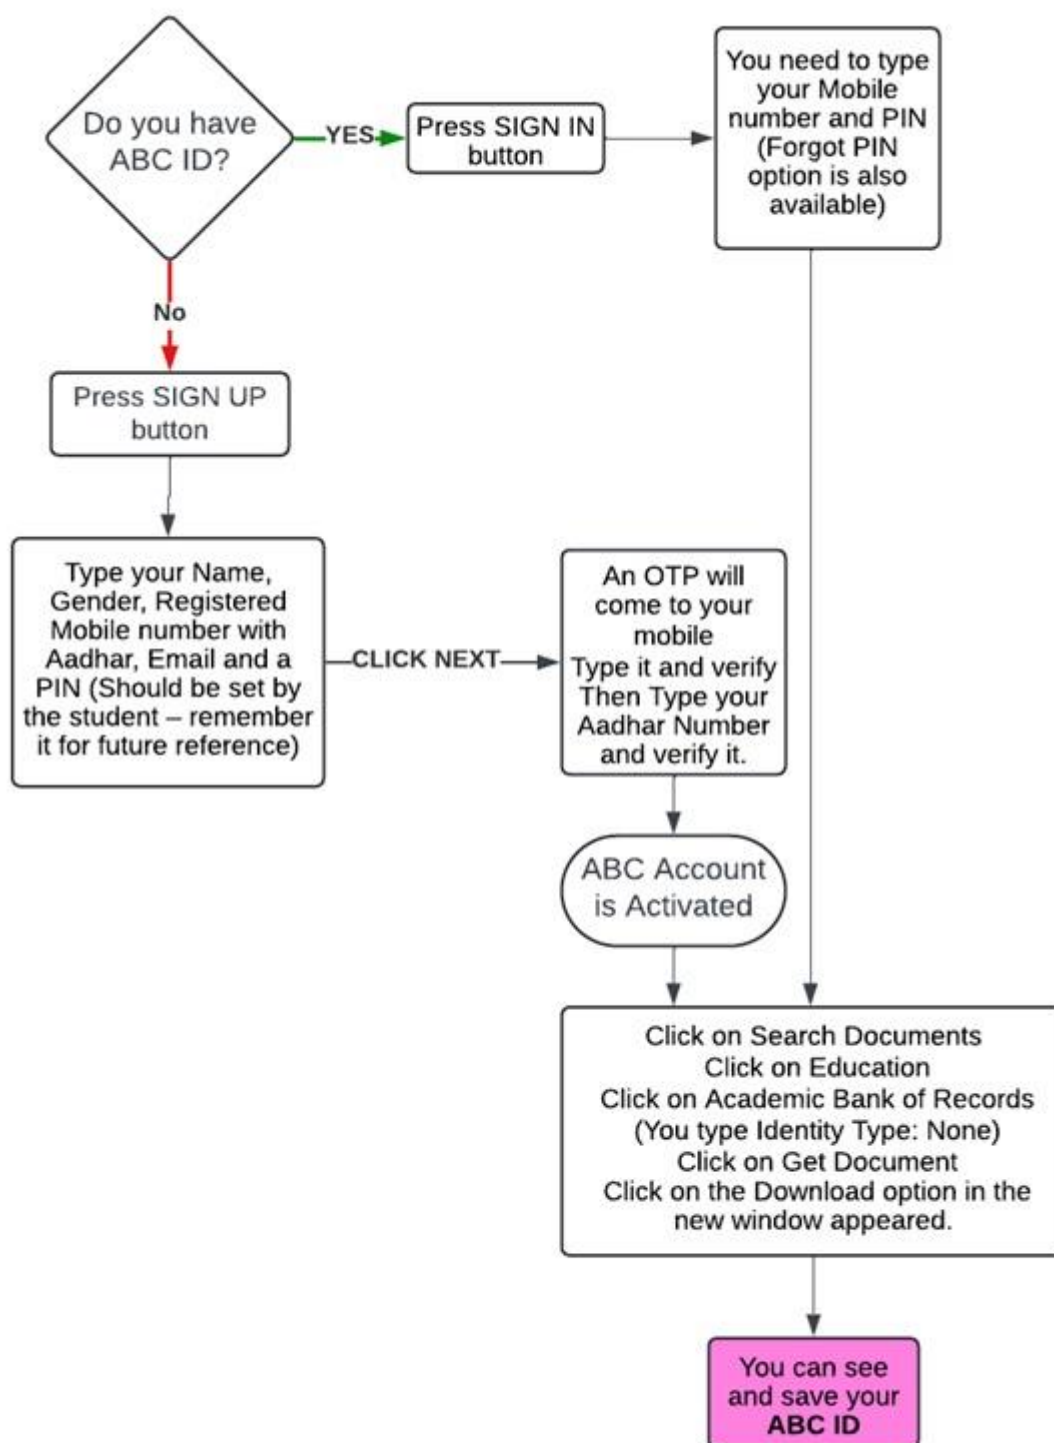 Do you have
ABC ID?
YES
Press SIGN IN
button
You need to type
your Mobile
number and PIN
(Forgot PIN
option is also
available)
No
Press SIGN UP
button
Type your Name,
Gender, Registered
Mobile number with
Aadhar, Email and a
PIN (Should be set by
the student – remember
it for future reference)
CLICK NEXT
An OTP will
come to your
mobile
Type it and verify
Then Type your
Aadhar Number
and verify it.
ABC Account
is Activated
Click on Search Documents
Click on Education
Click on Academic Bank of Records
(You type Identity Type: None)
Click on Get Document
Click on the Download option in the
new window appeared.
You can see
and save your
ABC ID